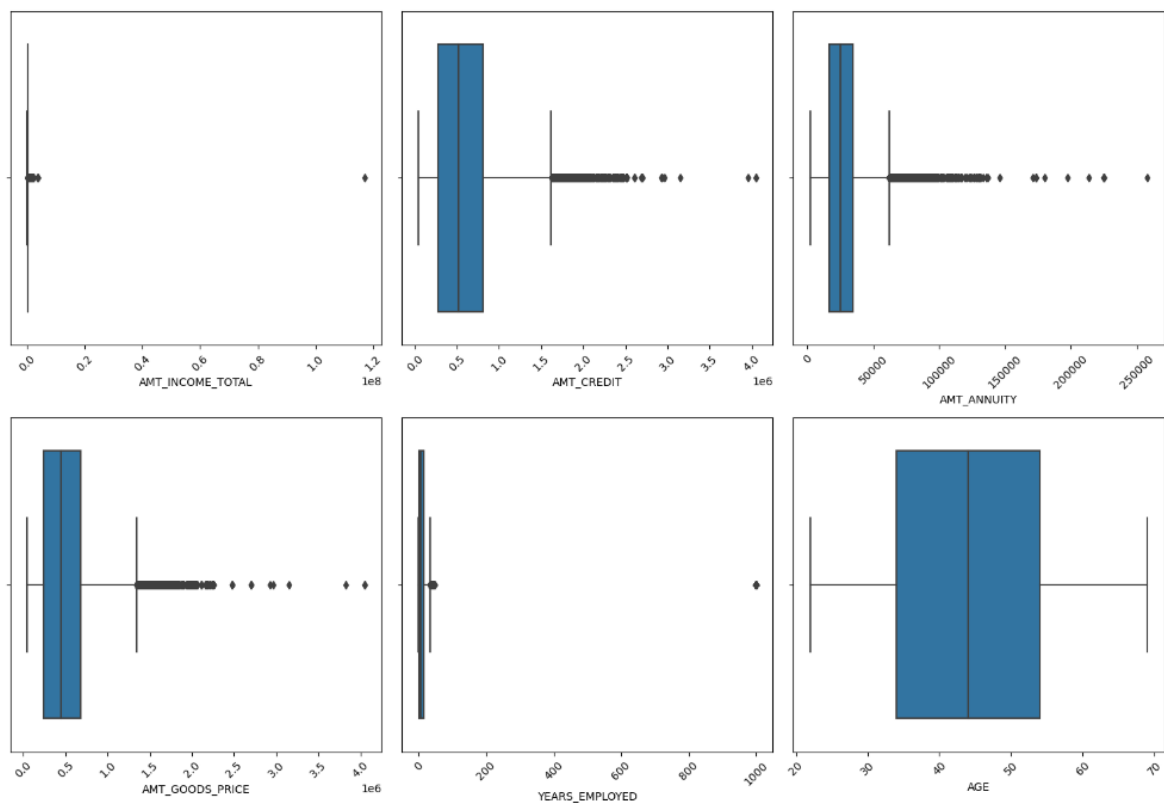 0.0 0.2 0.4 0.6 0.8 1.0 1.2
AMT_INCOME_TOTAL 1e8
0.0 0.5 1.0 1.5 2.0 2.5 3.0 3.5 4.0
AMT_CREDIT 1e6
0 50000 100000 150000 200000 250000
AMT_ANNUITY
0.0 0.5 1.0 1.5 2.0 2.5 3.0 3.5 4.0
AMT_GOODS_PRICE 1e6
0 200 400 600 800 1000
YEARS_EMPLOYED
20 30 40 50 60 70
AGE